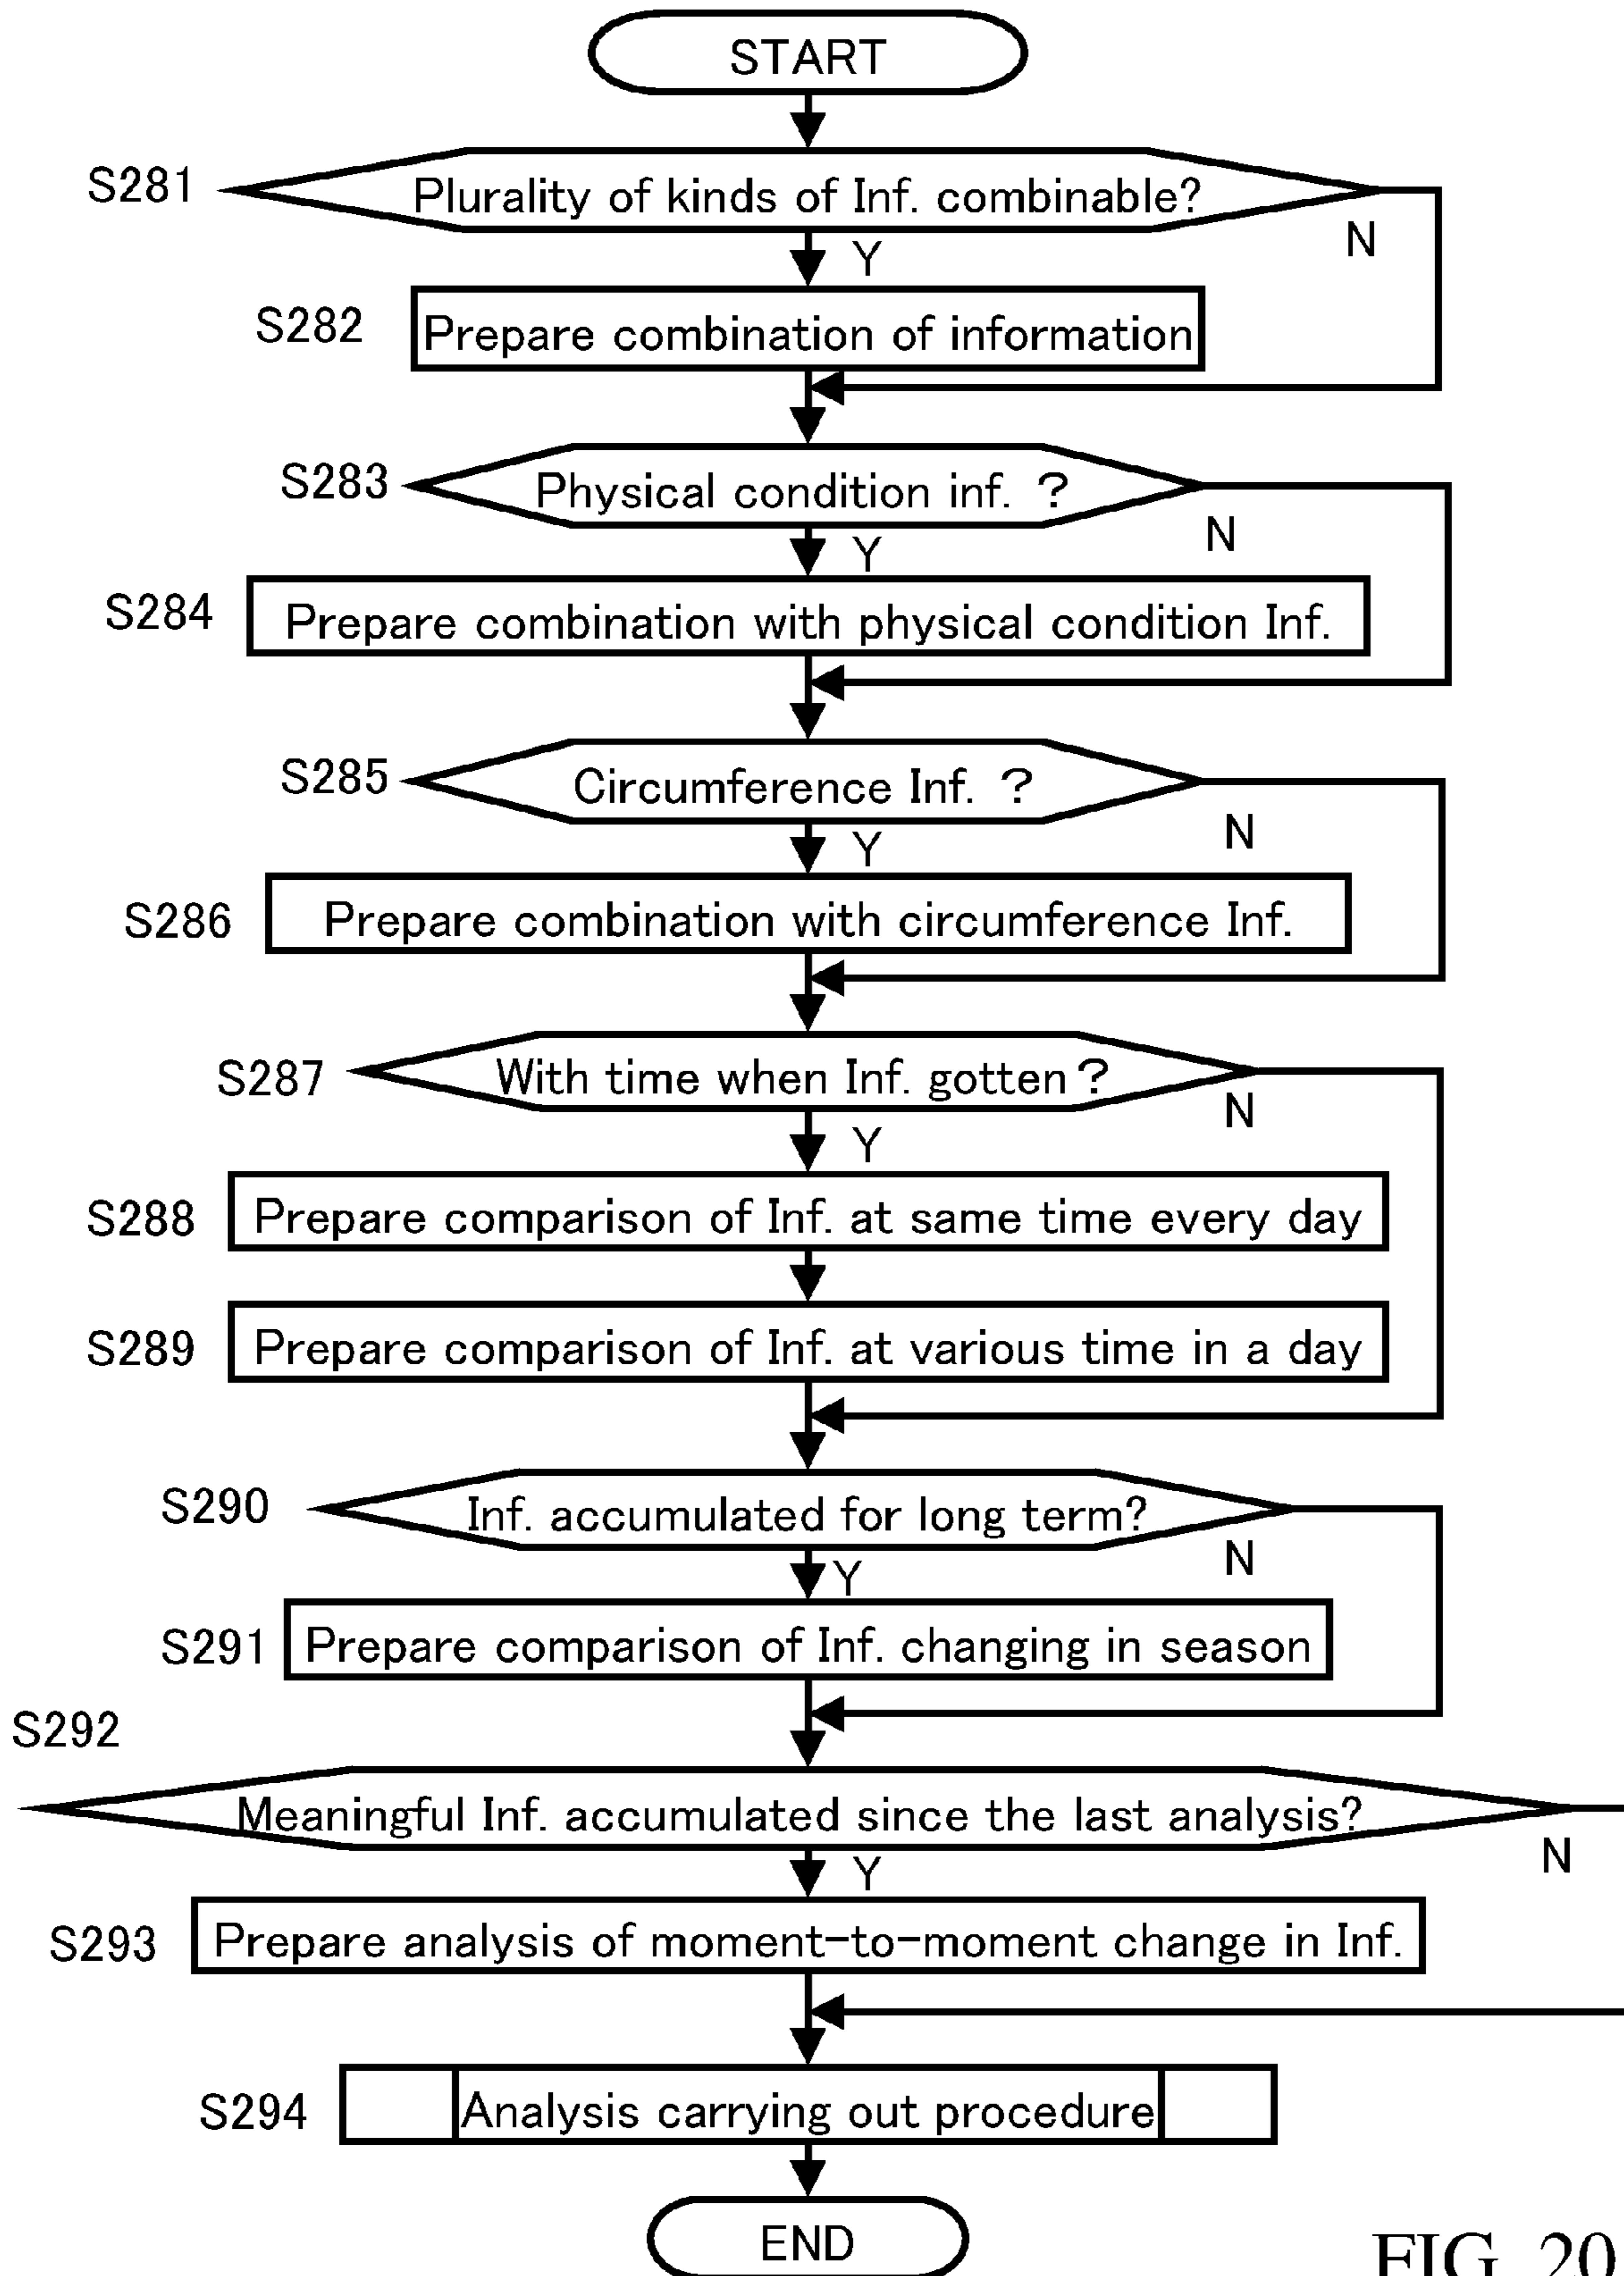 START
S281
Plurality of kinds of Inf. combinable?
N
Y
S282
Prepare combination of information
S283
Physical condition inf. ?
N
Y
S284
Prepare combination with physical condition Inf.
S285
Circumference Inf. ?
N
Y
S286
Prepare combination with circumference Inf.
S287
With time when Inf. gotten ?
N
Y
S288
Prepare comparison of Inf. at same time every day
S289
Prepare comparison of Inf. at various time in a day
S290
Inf. accumulated for long term?
N
Y
S291
Prepare comparison of Inf. changing in season
S292
Meaningful Inf. accumulated since the last analysis?
N
Y
S293
Prepare analysis of moment-to-moment change in Inf.
S294
Analysis carrying out procedure
END
FIG. 20